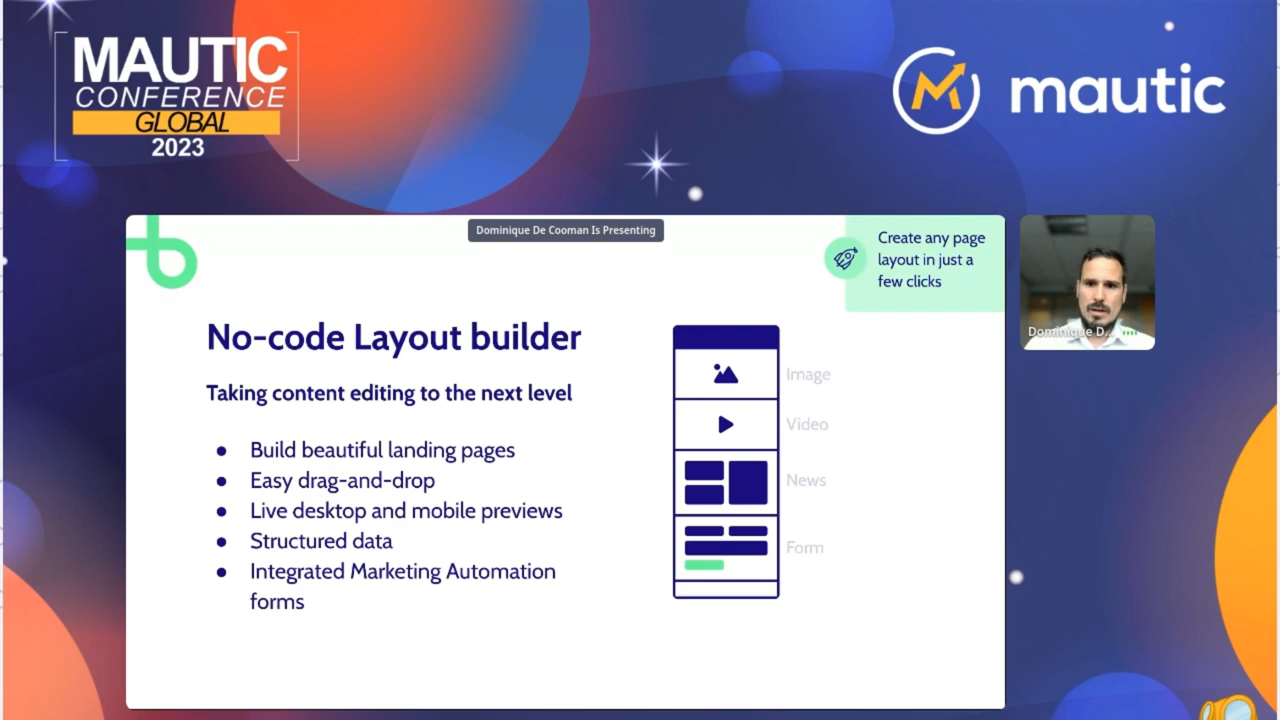 MAUTIC
CONFERENCE
GLOBAL
2023
mautic
Dominique De Cooman Is Presenting
Create any page
layout in just a
few clicks
No-code Layout builder
Taking content editing to the next level
● Build beautiful landing pages
● Easy drag-and-drop
● Live desktop and mobile previews
● Structured data
● Integrated Marketing Automation
forms
Image
Video
News
Form
Dominique D...